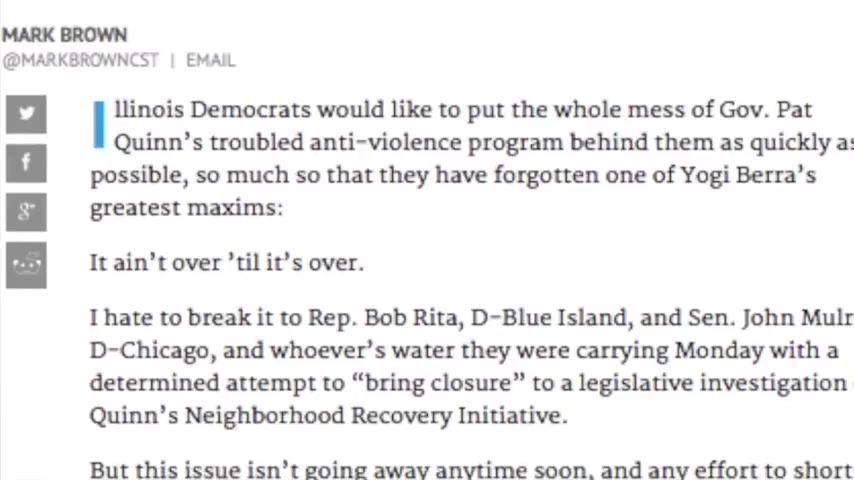 MARK BROWN
@MARKBROWNCST | EMAIL
Illinois Democrats would like to put the whole mess of Gov. Pat
Quinn's troubled anti-violence program behind them as quickly as
possible, so much so that they have forgotten one of Yogi Berra's
greatest maxims:
It ain't over 'til it's over.
I hate to break it to Rep. Bob Rita, D-Blue Island, and Sen. John Mulr
D-Chicago, and whoever's water they were carrying Monday with a
determined attempt to “bring closure” to a legislative investigation
Quinn's Neighborhood Recovery Initiative.
But this issue isn't going away anytime soon, and any effort to short